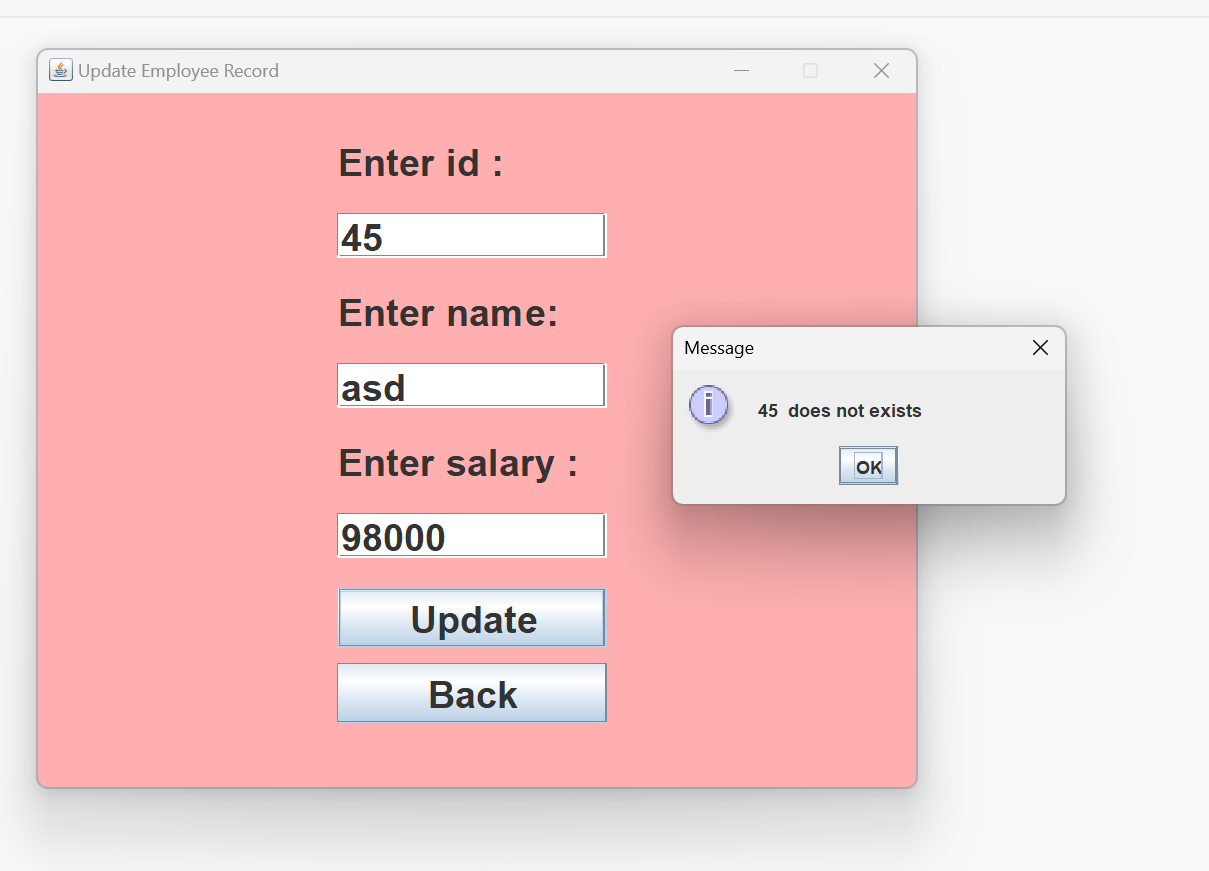 Update Employee Record
Enter id :
45
Enter name:
asd
Enter salary :
98000
Update
Back
Message
45  does not exists
OK